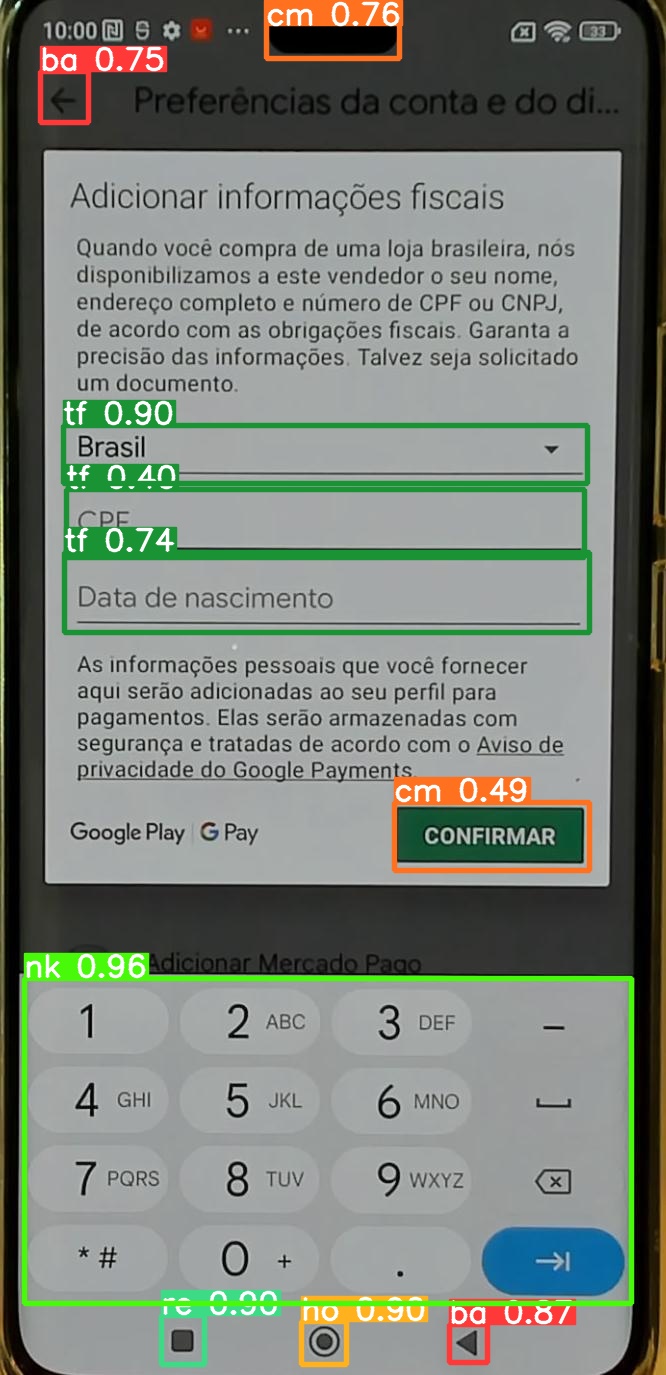 cm 0.76
10:00
33
ba 0.75
Preferências da conta e do di...
Adicionar informações fiscais
Quando você compra de uma loja brasileira, nós
disponibilizamos a este vendedor o seu nome,
endereço completo e número de CPF ou CNPJ,
de acordo com as obrigações fiscais. Garanta a
precisão das informações. Talvez seja solicitado
um documento.
tf 0.90
Brasil
tf 0.40
CPF
tf 0.74
Data de nascimento
As informações pessoais que você fornecer
aqui serão adicionadas ao seu perfil para
pagamentos. Elas serão armazenadas com
segurança e tratadas de acordo com o Aviso de
privacidade do Google Payments.
cm 0.49
Google Play | G Pay
CONFIRMAR
Adicionar Mercado Pago
nk 0.96
1 2 ABC 3 DEF –
4 GHI 5 JKL 6 MNO
7 PQRS 8 TUV 9 WXYZ
* # 0 + .
re 0.90 ho 0.90 ba 0.87